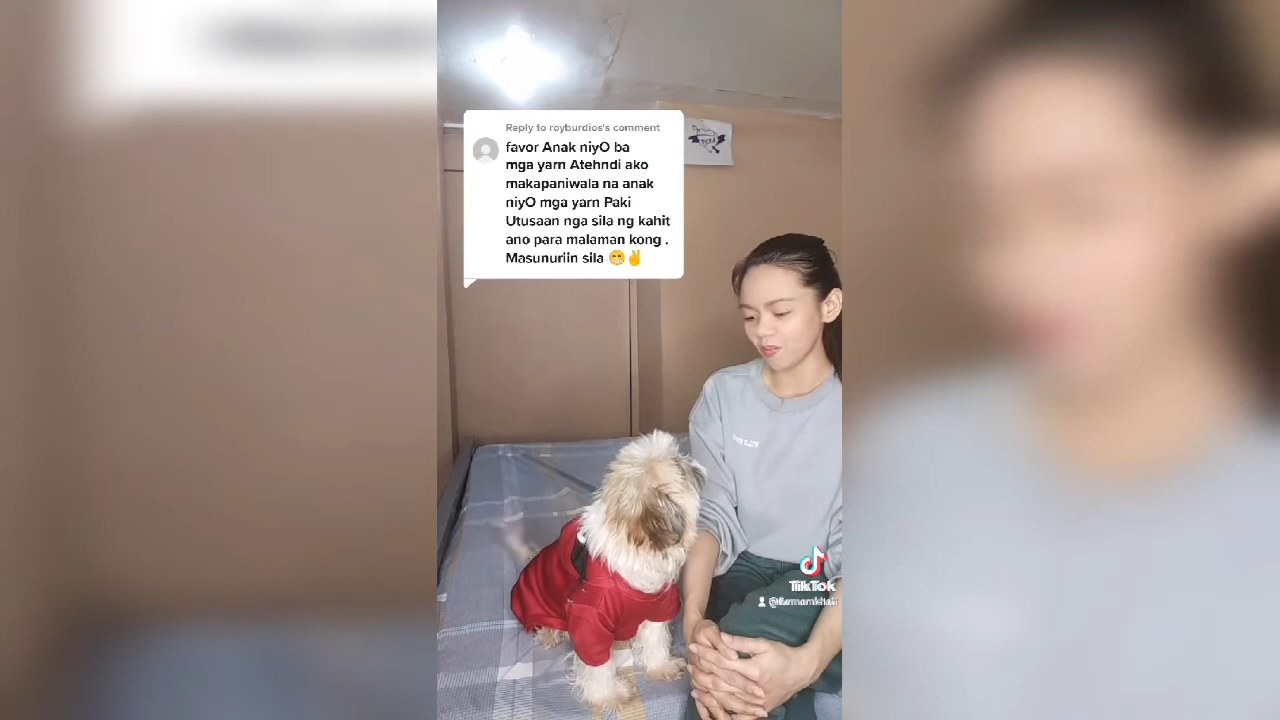 Reply to royburdios's comment
favor Anak niyO ba
mga yarn Atehndi ako
makapaniwala na anak
niyO mga yarn Paki
Utusaan nga sila ng kahit
ano para malaman kong .
Masunuriin sila 😁✌️
TikTok